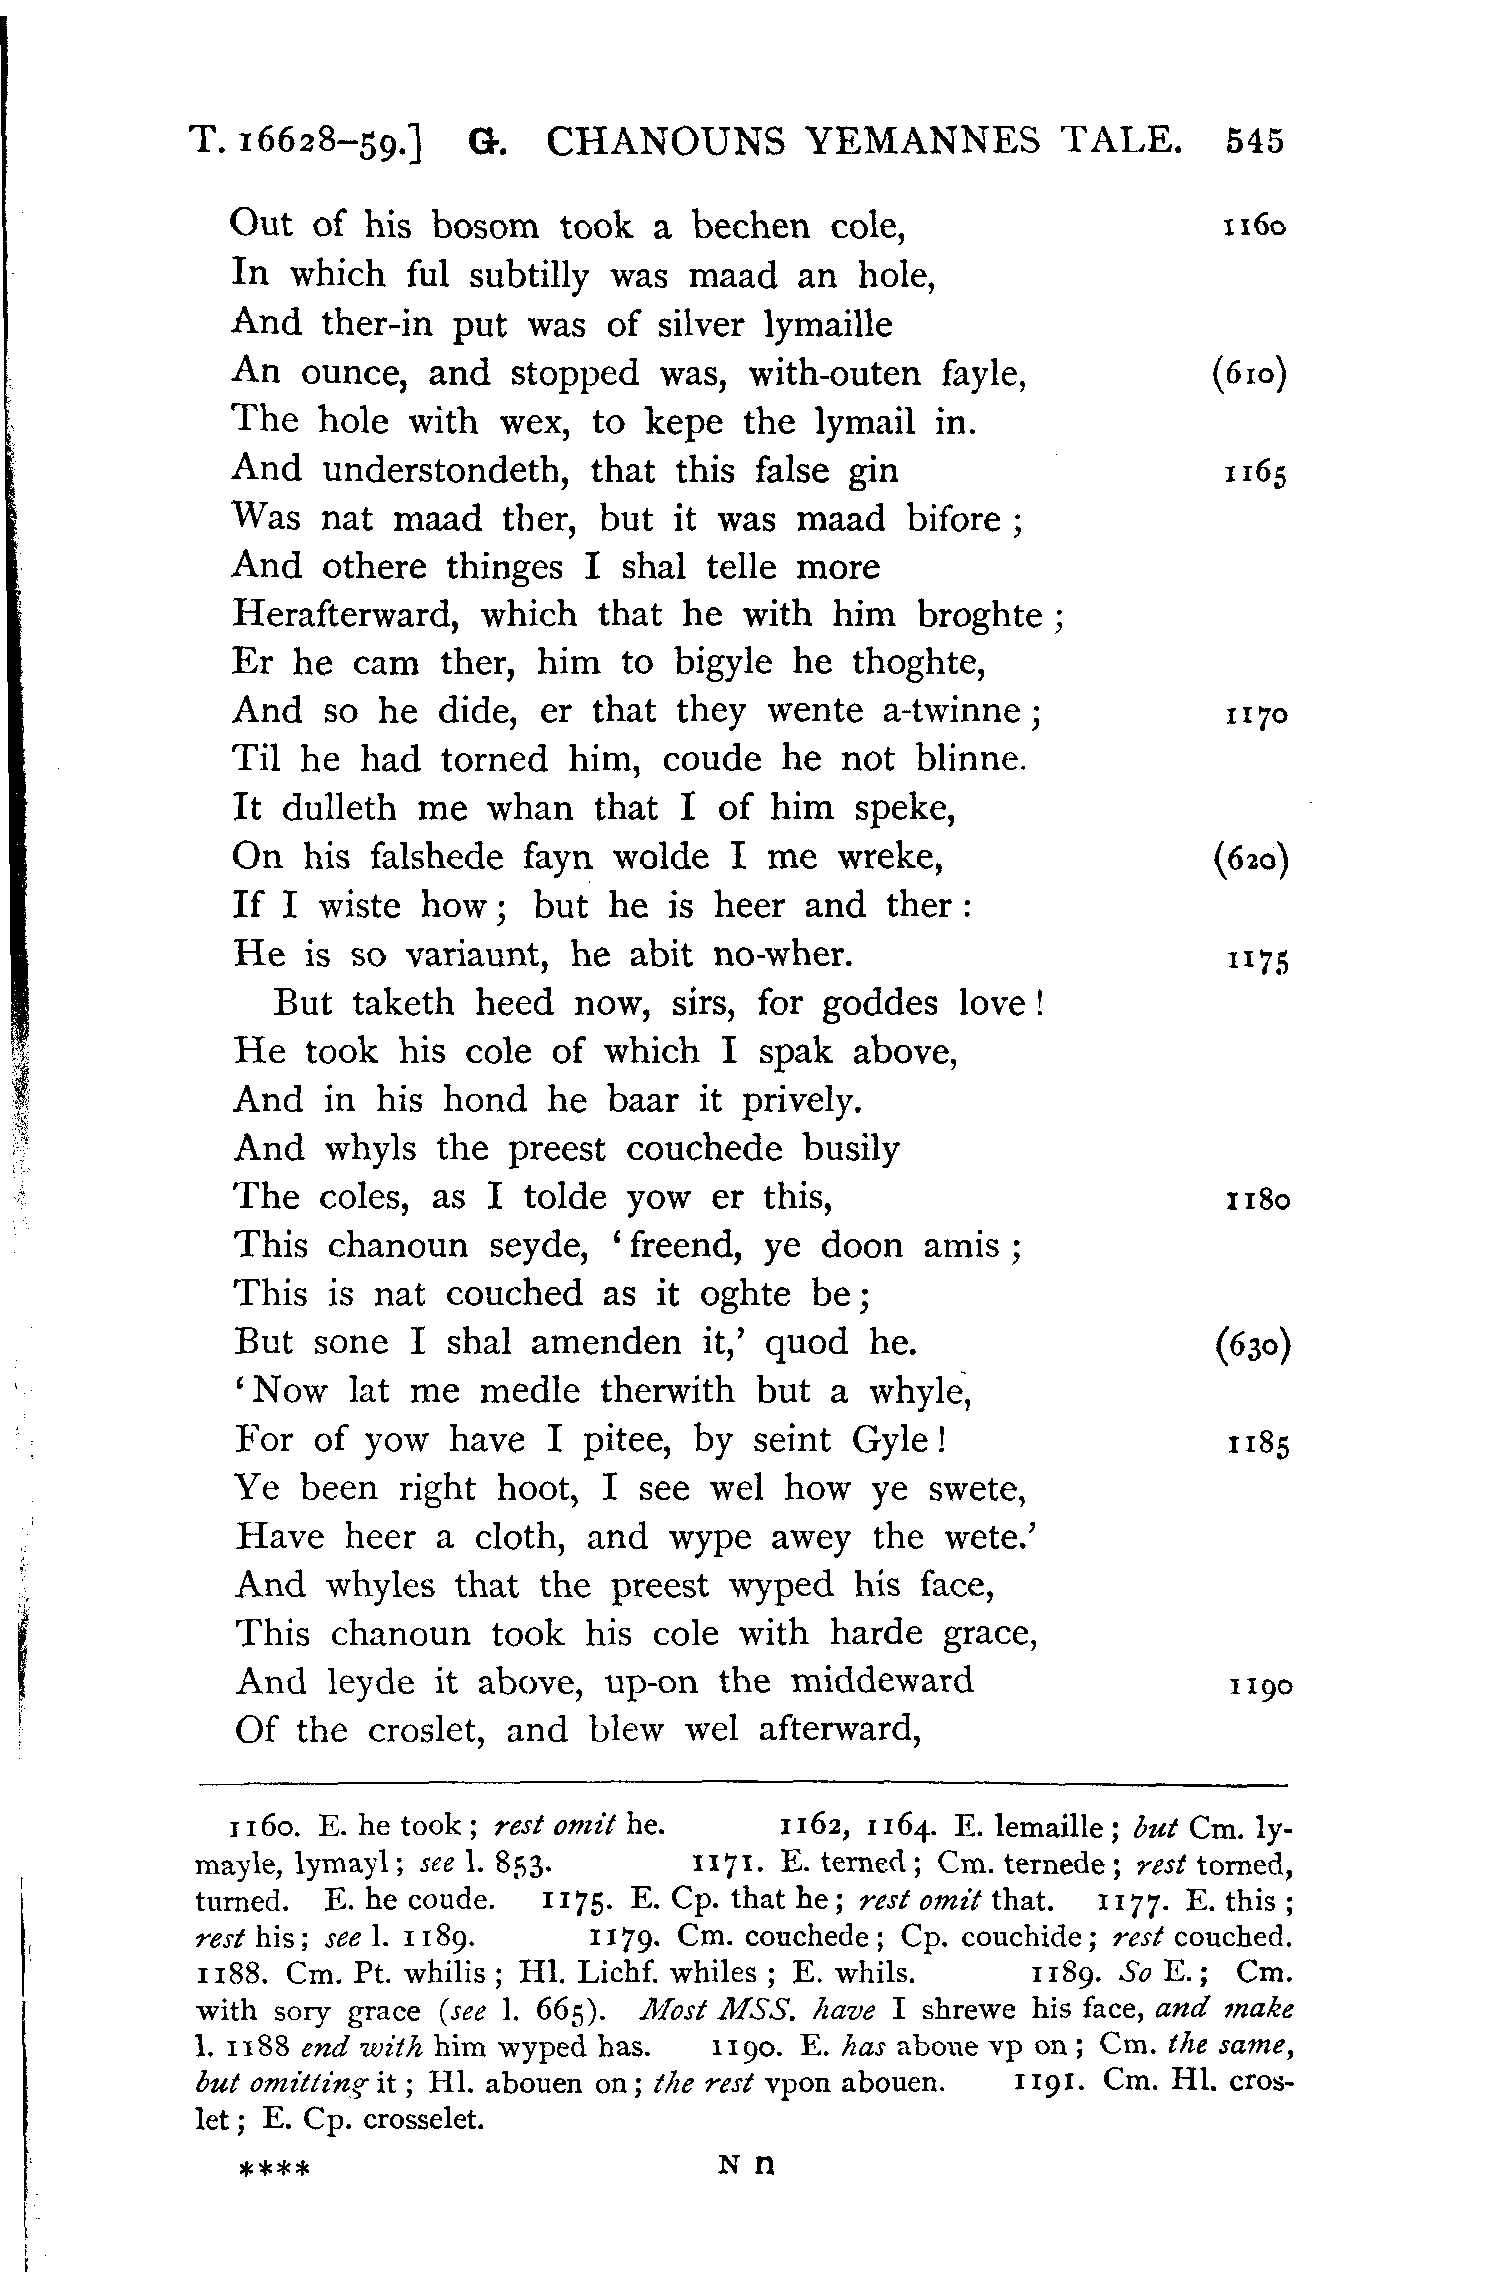 T. 16628–59.] G. CHANOUNS YEMANNES TALE. 545
Out of his bosom took a bechen cole, 1160
In which ful subtilly was maad an hole,
And ther-in put was of silver lymaille
An ounce, and stopped was, with-outen fayle, (610)
The hole with wex, to kepe the lymail in.
And understondeth, that this false gin 1165
Was nat maad ther, but it was maad bifore ;
And othere thinges I shal telle more
Herafterward, which that he with him broghte ;
Er he cam ther, him to bigyle he thoghte,
And so he dide, er that they wente a-twinne ; 1170
Til he had torned him, coude he not blinne.
It dulleth me whan that I of him speke,
On his falshede fayn wolde I me wreke, (620)
If I wiste how ; but he is heer and ther :
He is so variaunt, he abit no-wher. 1175
But taketh heed now, sirs, for goddes love !
He took his cole of which I spak above,
And in his hond he baar it prively.
And whyls the preest couchede busily
The coles, as I tolde yow er this, 1180
This chanoun seyde, ‘ freend, ye doon amis ;
This is nat couched as it oghte be ;
But sone I shal amenden it,’ quod he. (630)
‘ Now lat me medle therwith but a whyle,
For of yow have I pitee, by seint Gyle ! 1185
Ye been right hoot, I see wel how ye swete,
Have heer a cloth, and wype awey the wete.’
And whyles that the preest wyped his face,
This chanoun took his cole with harde grace,
And leyde it above, up-on the middeward 1190
Of the croslet, and blew wel afterward,
1160. E. he took ; rest omit he. 1162, 1164. E. lemaille ; but Cm. ly-
mayle, lymayl ; see l. 853. 1171. E. terned ; Cm. ternede ; rest torned,
turned. E. he coude. 1175. E. Cp. that he ; rest omit that. 1177. E. this ;
rest his ; see l. 1189. 1179. Cm. couchede ; Cp. couchide ; rest couched.
1188. Cm. Pt. whilis ; Hl. Lichf. whiles ; E. whils. 1189. So E. ; Cm.
with sory grace (see l. 665). Most MSS. have I shrewe his face, and make
l. 1188 end with him wyped has. 1190. E. has aboue vp on ; Cm. the same,
but omitting it ; Hl. abouen on ; the rest vpon abouen. 1191. Cm. Hl. cros-
let ; E. Cp. crosselet.
**** N n